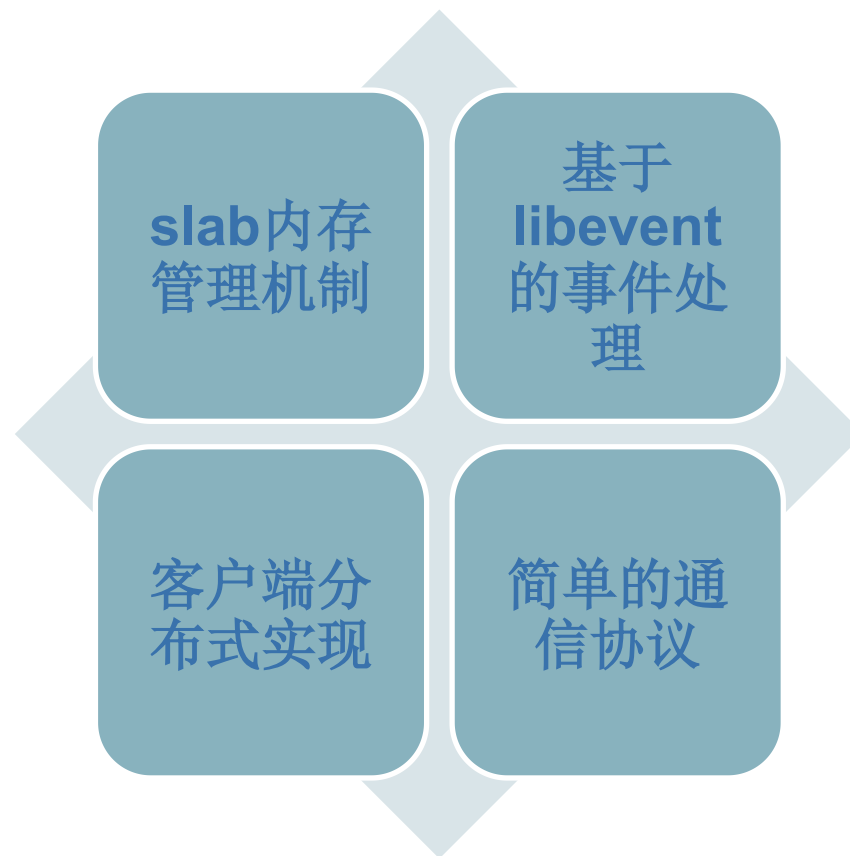 slab内存
管理机制
基于
libevent
的事件处
理
客户端分
布式实现
简单的通
信协议